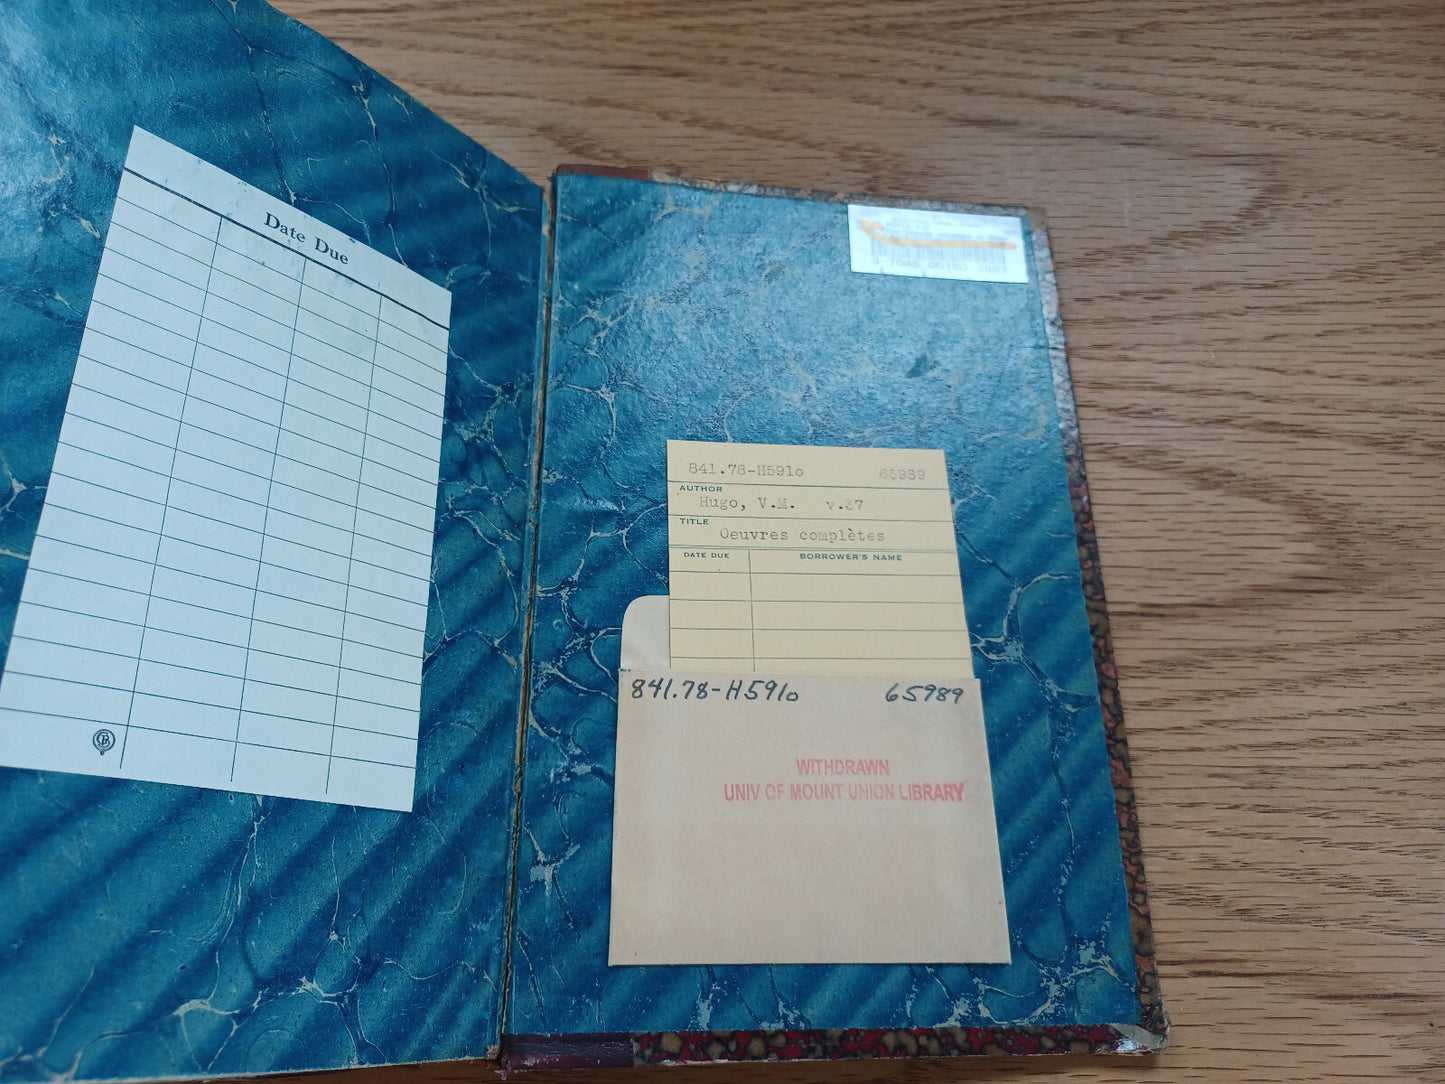 Date Due
841.78-H591o 65989
AUTHOR
Hugo, V.M. v.37
TITLE
Oeuvres complètes
DATE DUE BORROWER'S NAME
841.78-H591o 65989
WITHDRAWN
UNIV OF MOUNT UNION LIBRARY